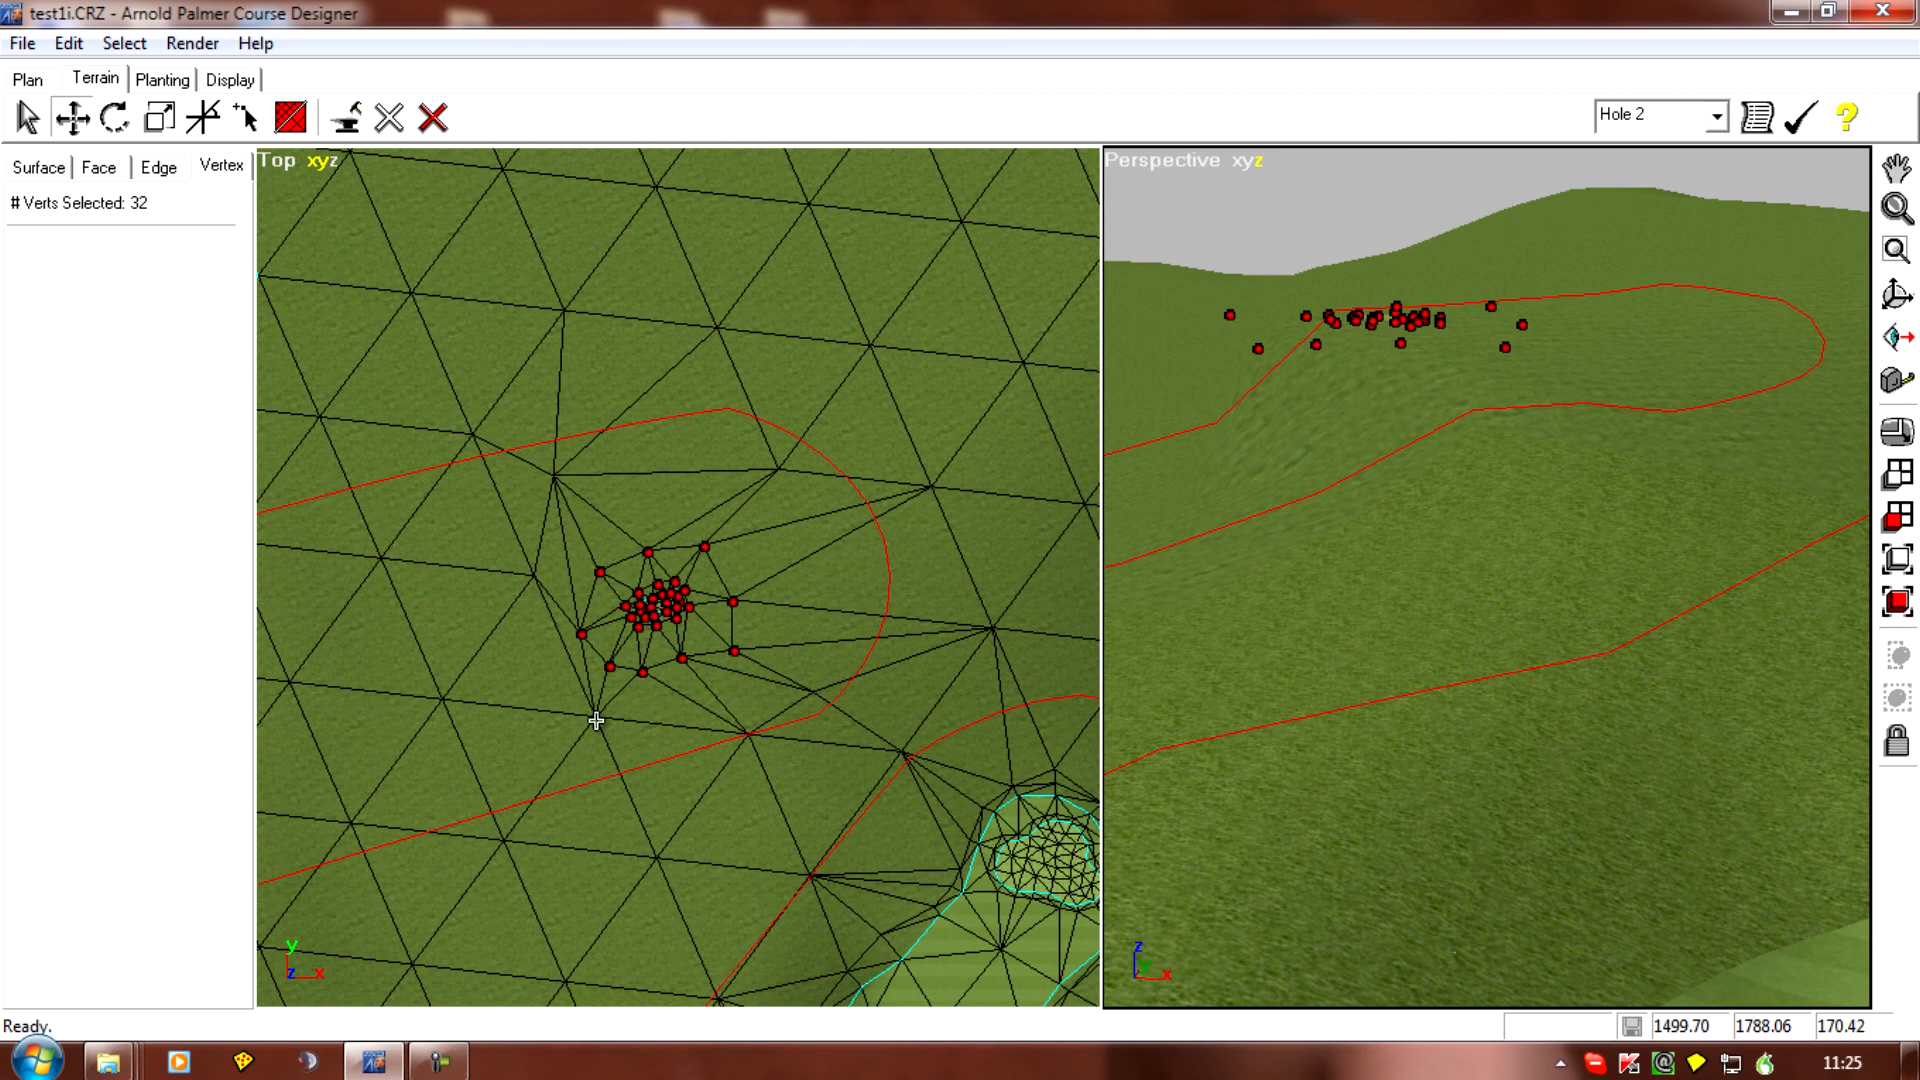 test1i.CRZ - Arnold Palmer Course Designer
File Edit Select Render Help
Plan Terrain Planting Display
Hole 2
Surface Face Edge Vertex
# Verts Selected: 32
Top xyz
Perspective xyz
y
z x
z
y x
Ready.
1499.70 1788.06 170.42
11:25